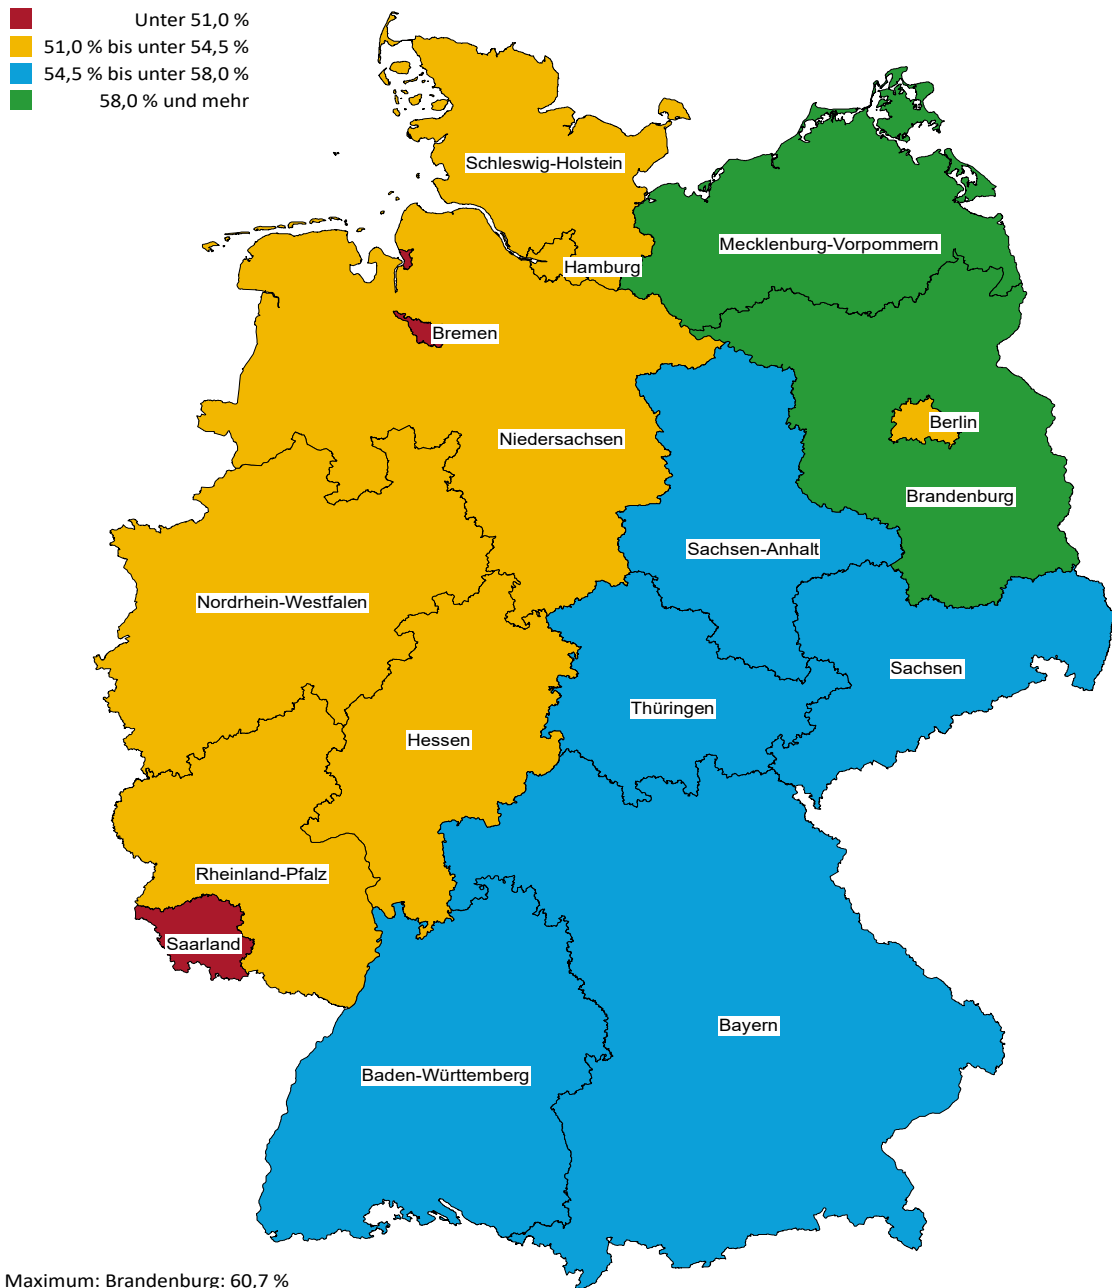 Unter 51,0 %
51,0 % bis unter 54,5 %
54,5 % bis unter 58,0 %
58,0 % und mehr
Schleswig-Holstein
Mecklenburg-Vorpommern
Hamburg
Bremen
Berlin
Niedersachsen
Brandenburg
Sachsen-Anhalt
Nordrhein-Westfalen
Sachsen
Thüringen
Hessen
Rheinland-Pfalz
Saarland
Bayern
Baden-Württemberg
Maximum: Brandenburg: 60,7 %